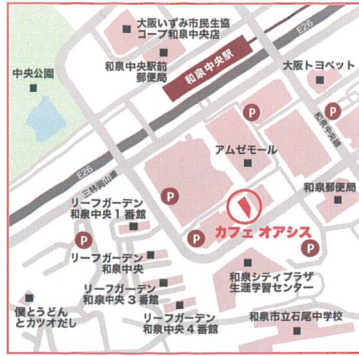 大阪いずみ市民生協
コープ和泉中央店
和泉中央駅前
郵便局
和泉中央駅
E26
中央公園
大阪トヨペット
P
P
和泉中央線
アムゼモール
E26
三林岡山線
リーフガーデン
和泉中央1番館
P
和泉郵便局
カフェ オアシス
P
P
P
リーフガーデン
和泉中央
和泉シティプラザ
生涯学習センター
リーフガーデン
和泉中央3番館
僕とうどん
とカツオだし
リーフガーデン
和泉中央4番館
和泉市立石尾中学校